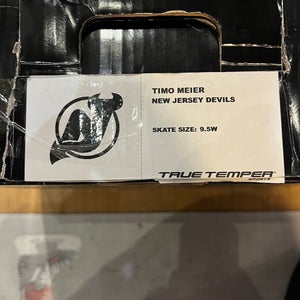 TIMO MEIER
NEW JERSEY DEVILS
SKATE SIZE: 9.5W
TRUE TEMPER
SPORTS